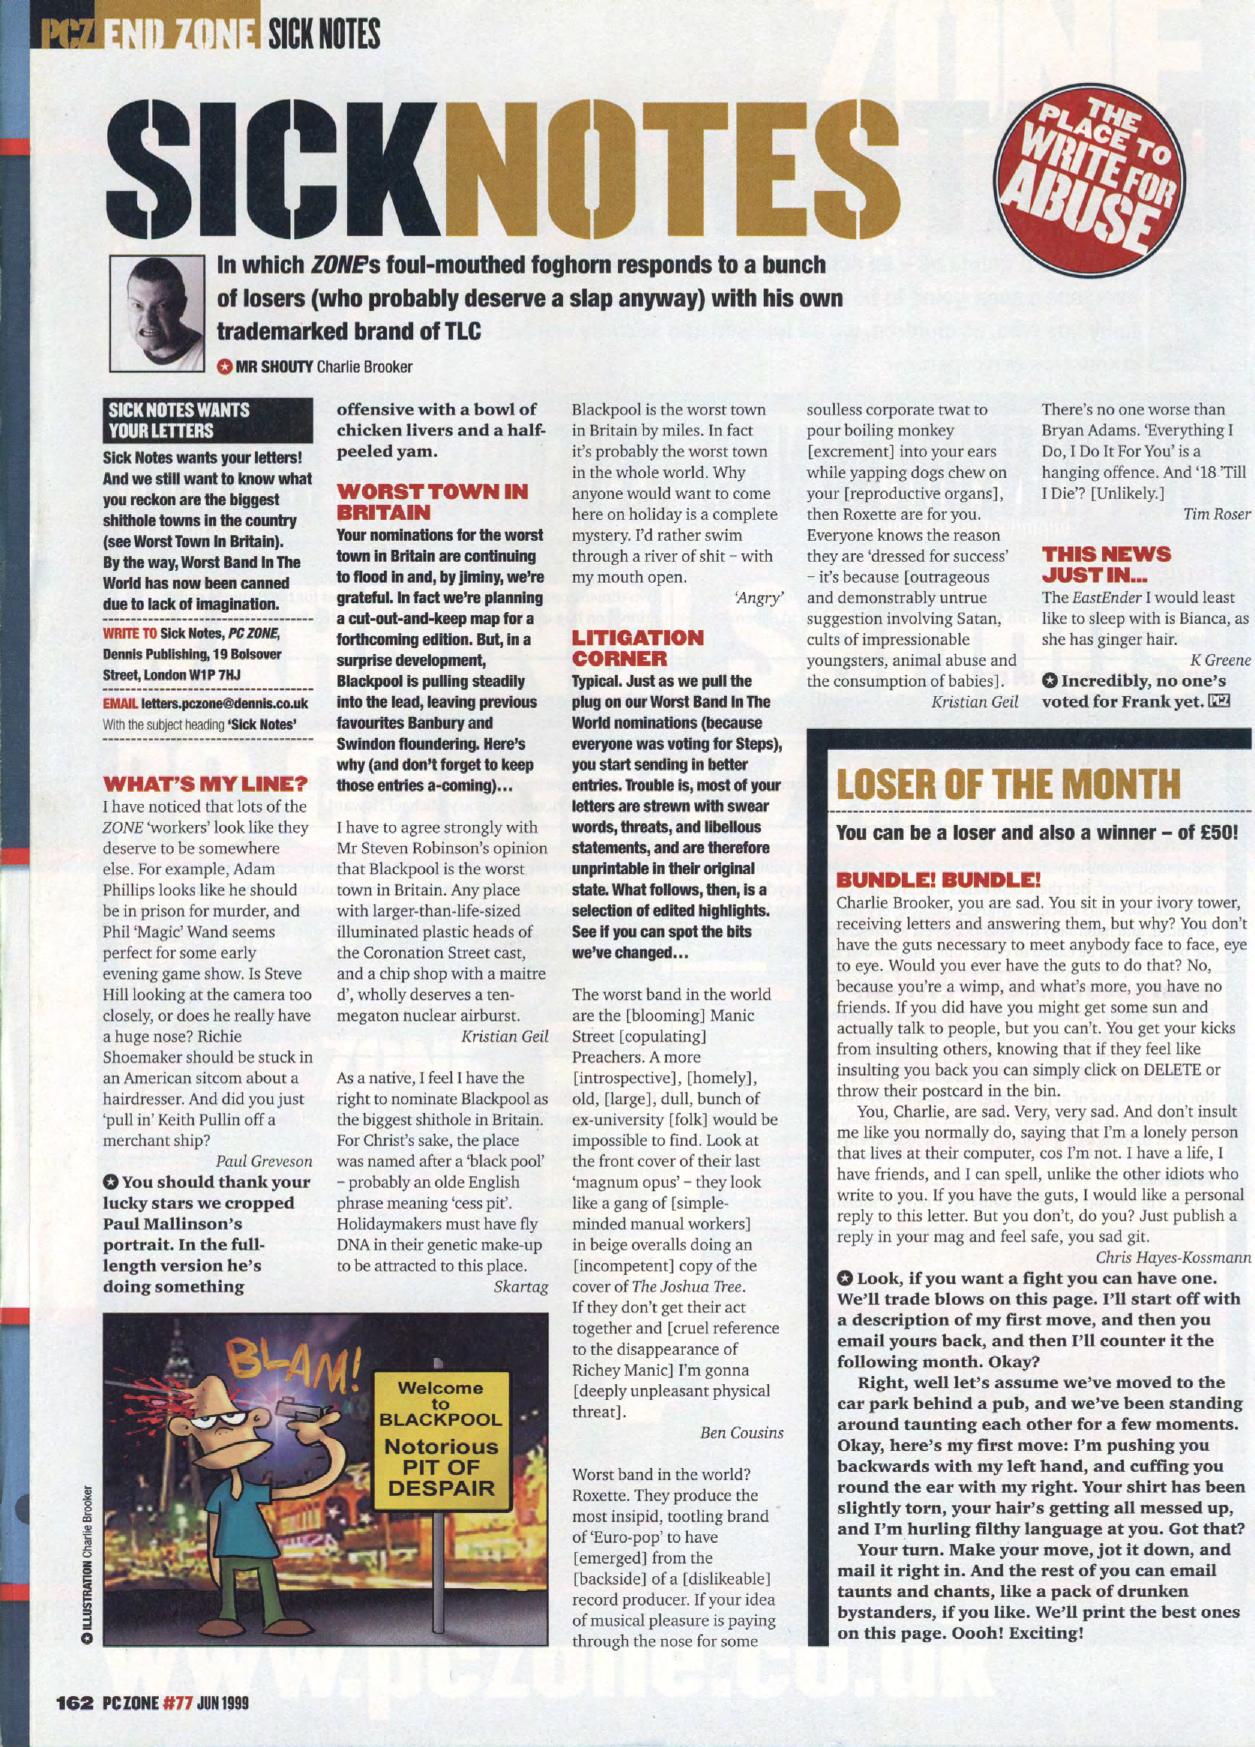 PCZ END ZONE SICK NOTES
SICKNOTES
THE
PLACE TO
WRITE FOR
ABUSE
In which ZONE's foul-mouthed foghorn responds to a bunch
of losers (who probably deserve a slap anyway) with his own
trademarked brand of TLC
MR SHOUTY Charlie Brooker
SICK NOTES WANTS
YOUR LETTERS
Sick Notes wants your letters!
And we still want to know what
you reckon are the biggest
shithole towns in the country
(see Worst Town In Britain).
By the way, Worst Band In The
World has now been canned
due to lack of imagination.
WRITE TO Sick Notes, PC ZONE,
Dennis Publishing, 19 Bolsover
Street, London W1P 7HJ
EMAIL letters.pczone@dennis.co.uk
With the subject heading 'Sick Notes'
WHAT'S MY LINE?
I have noticed that lots of the
ZONE 'workers' look like they
deserve to be somewhere
else. For example, Adam
Phillips looks like he should
be in prison for murder, and
Phil 'Magic' Wand seems
perfect for some early
evening game show. Is Steve
Hill looking at the camera too
closely, or does he really have
a huge nose? Richie
Shoemaker should be stuck in
an American sitcom about a
hairdresser. And did you just
'pull in' Keith Pullin off a
merchant ship?
Paul Greveson
You should thank your
lucky stars we cropped
Paul Mallinson's
portrait. In the full-
length version he's
doing something
offensive with a bowl of
chicken livers and a half-
peeled yam.
WORST TOWN IN
BRITAIN
Your nominations for the worst
town in Britain are continuing
to flood in and, by jiminy, we're
grateful. In fact we're planning
a cut-out-and-keep map for a
forthcoming edition. But, in a
surprise development,
Blackpool is pulling steadily
into the lead, leaving previous
favourites Banbury and
Swindon floundering. Here's
why (and don't forget to keep
those entries a-coming)...
I have to agree strongly with
Mr Steven Robinson's opinion
that Blackpool is the worst
town in Britain. Any place
with larger-than-life-sized
illuminated plastic heads of
the Coronation Street cast,
and a chip shop with a maitre
d', wholly deserves a ten-
megaton nuclear airburst.
Kristian Geil
As a native, I feel I have the
right to nominate Blackpool as
the biggest shithole in Britain.
For Christ's sake, the place
was named after a 'black pool'
– probably an olde English
phrase meaning 'cess pit'.
Holidaymakers must have fly
DNA in their genetic make-up
to be attracted to this place.
Skartag
BLAM!
Welcome
to
BLACKPOOL
Notorious
PIT OF
DESPAIR
ILLUSTRATION Charlie Brooker
Blackpool is the worst town
in Britain by miles. In fact
it's probably the worst town
in the whole world. Why
anyone would want to come
here on holiday is a complete
mystery. I'd rather swim
through a river of shit – with
my mouth open.
'Angry'
LITIGATION
CORNER
Typical. Just as we pull the
plug on our Worst Band In The
World nominations (because
everyone was voting for Steps),
you start sending in better
entries. Trouble is, most of your
letters are strewn with swear
words, threats, and libellous
statements, and are therefore
unprintable in their original
state. What follows, then, is a
selection of edited highlights.
See if you can spot the bits
we've changed...
The worst band in the world
are the [blooming] Manic
Street [copulating]
Preachers. A more
[introspective], [homely],
old, [large], dull, bunch of
ex-university [folk] would be
impossible to find. Look at
the front cover of their last
'magnum opus' – they look
like a gang of [simple-
minded manual workers]
in beige overalls doing an
[incompetent] copy of the
cover of The Joshua Tree.
If they don't get their act
together and [cruel reference
to the disappearance of
Richey Manic] I'm gonna
[deeply unpleasant physical
threat].
Ben Cousins
Worst band in the world?
Roxette. They produce the
most insipid, tootling brand
of 'Euro-pop' to have
[emerged] from the
[backside] of a [dislikeable]
record producer. If your idea
of musical pleasure is paying
through the nose for some
soulless corporate twat to
pour boiling monkey
[excrement] into your ears
while yapping dogs chew on
your [reproductive organs],
then Roxette are for you.
Everyone knows the reason
they are 'dressed for success'
– it's because [outrageous
and demonstrably untrue
suggestion involving Satan,
cults of impressionable
youngsters, animal abuse and
the consumption of babies].
Kristian Geil
There's no one worse than
Bryan Adams. 'Everything I
Do, I Do It For You' is a
hanging offence. And '18 'Till
I Die'? [Unlikely.]
Tim Roser
THIS NEWS
JUST IN...
The EastEnder I would least
like to sleep with is Bianca, as
she has ginger hair.
K Greene
Incredibly, no one's
voted for Frank yet. PCZ
LOSER OF THE MONTH
You can be a loser and also a winner – of £50!
BUNDLE! BUNDLE!
Charlie Brooker, you are sad. You sit in your ivory tower,
receiving letters and answering them, but why? You don't
have the guts necessary to meet anybody face to face, eye
to eye. Would you ever have the guts to do that? No,
because you're a wimp, and what's more, you have no
friends. If you did have you might get some sun and
actually talk to people, but you can't. You get your kicks
from insulting others, knowing that if they feel like
insulting you back you can simply click on DELETE or
throw their postcard in the bin.
You, Charlie, are sad. Very, very sad. And don't insult
me like you normally do, saying that I'm a lonely person
that lives at their computer, cos I'm not. I have a life, I
have friends, and I can spell, unlike the other idiots who
write to you. If you have the guts, I would like a personal
reply to this letter. But you don't, do you? Just publish a
reply in your mag and feel safe, you sad git.
Chris Hayes-Kossmann
Look, if you want a fight you can have one.
We'll trade blows on this page. I'll start off with
a description of my first move, and then you
email yours back, and then I'll counter it the
following month. Okay?
Right, well let's assume we've moved to the
car park behind a pub, and we've been standing
around taunting each other for a few moments.
Okay, here's my first move: I'm pushing you
backwards with my left hand, and cuffing you
round the ear with my right. Your shirt has been
slightly torn, your hair's getting all messed up,
and I'm hurling filthy language at you. Got that?
Your turn. Make your move, jot it down, and
mail it right in. And the rest of you can email
taunts and chants, like a pack of drunken
bystanders, if you like. We'll print the best ones
on this page. Oooh! Exciting!
www.pczone.co.uk
162 PC ZONE #77 JUN 1999